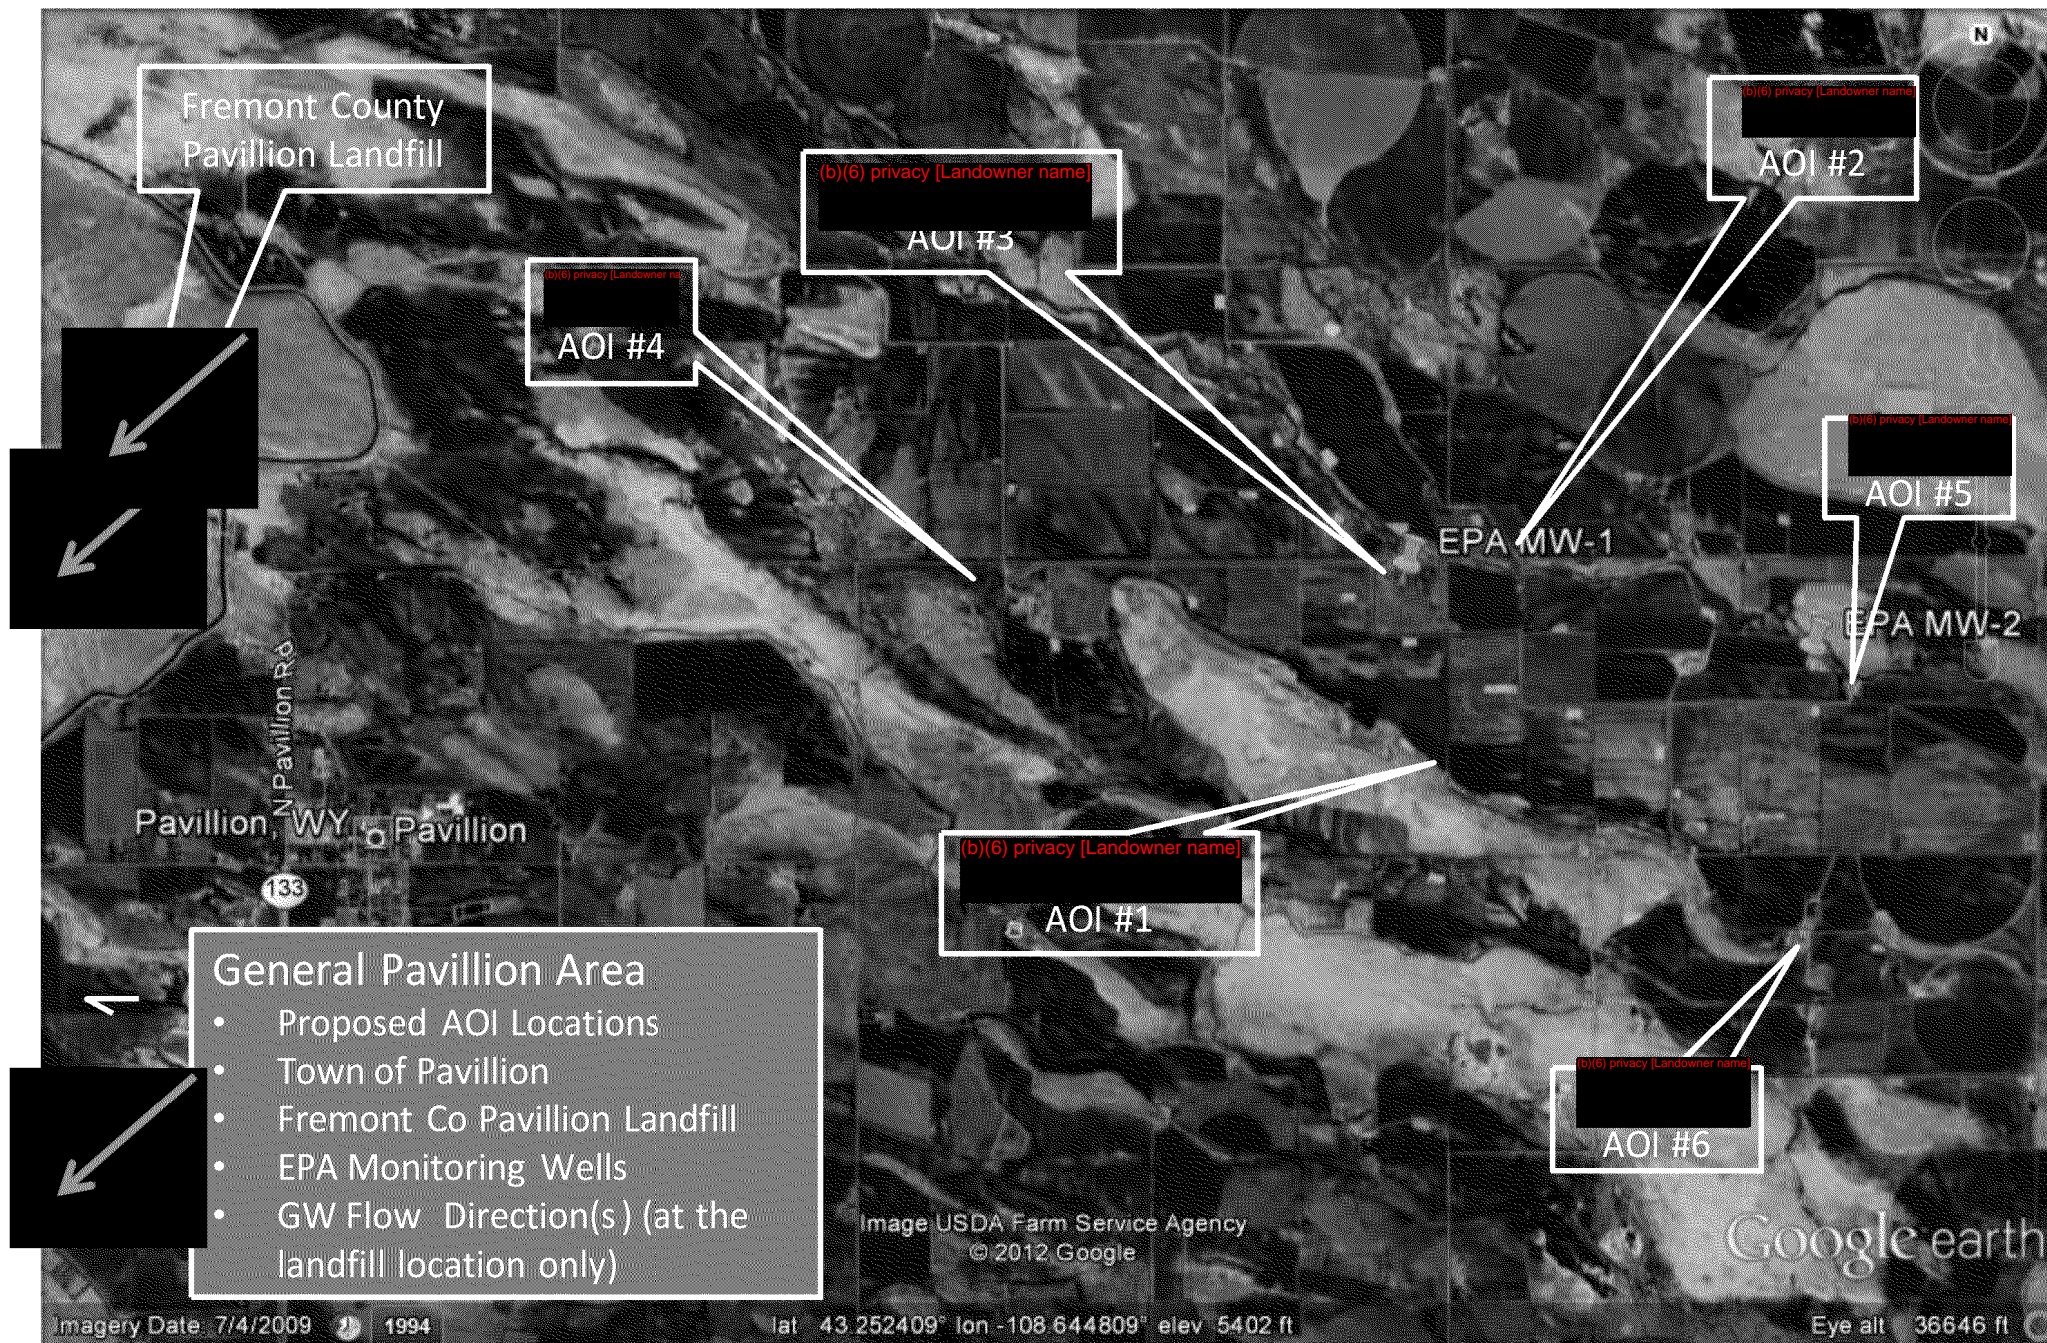 N
Fremont County
Pavillion Landfill
(b)(6) privacy [Landowner name]
AOI #2
(b)(6) privacy [Landowner name]
AOI #3
(b)(6) privacy [Landowner na
AOI #4
(b)(6) privacy [Landowner name]
AOI #5
EPA MW-1
EPA MW-2
N Pavillion Rd
Pavillion, WY
Pavillion
133
(b)(6) privacy [Landowner name]
AOI #1
General Pavillion Area
• Proposed AOI Locations
• Town of Pavillion
• Fremont Co Pavillion Landfill
• EPA Monitoring Wells
• GW Flow Direction(s) (at the
landfill location only)
(b)(6) privacy [Landowner name]
AOI #6
Image USDA Farm Service Agency
© 2012 Google
Google earth
Imagery Date 7/4/2009
1994
lat 43.252409° lon -108.644809° elev 5402 ft
Eye alt 36646 ft